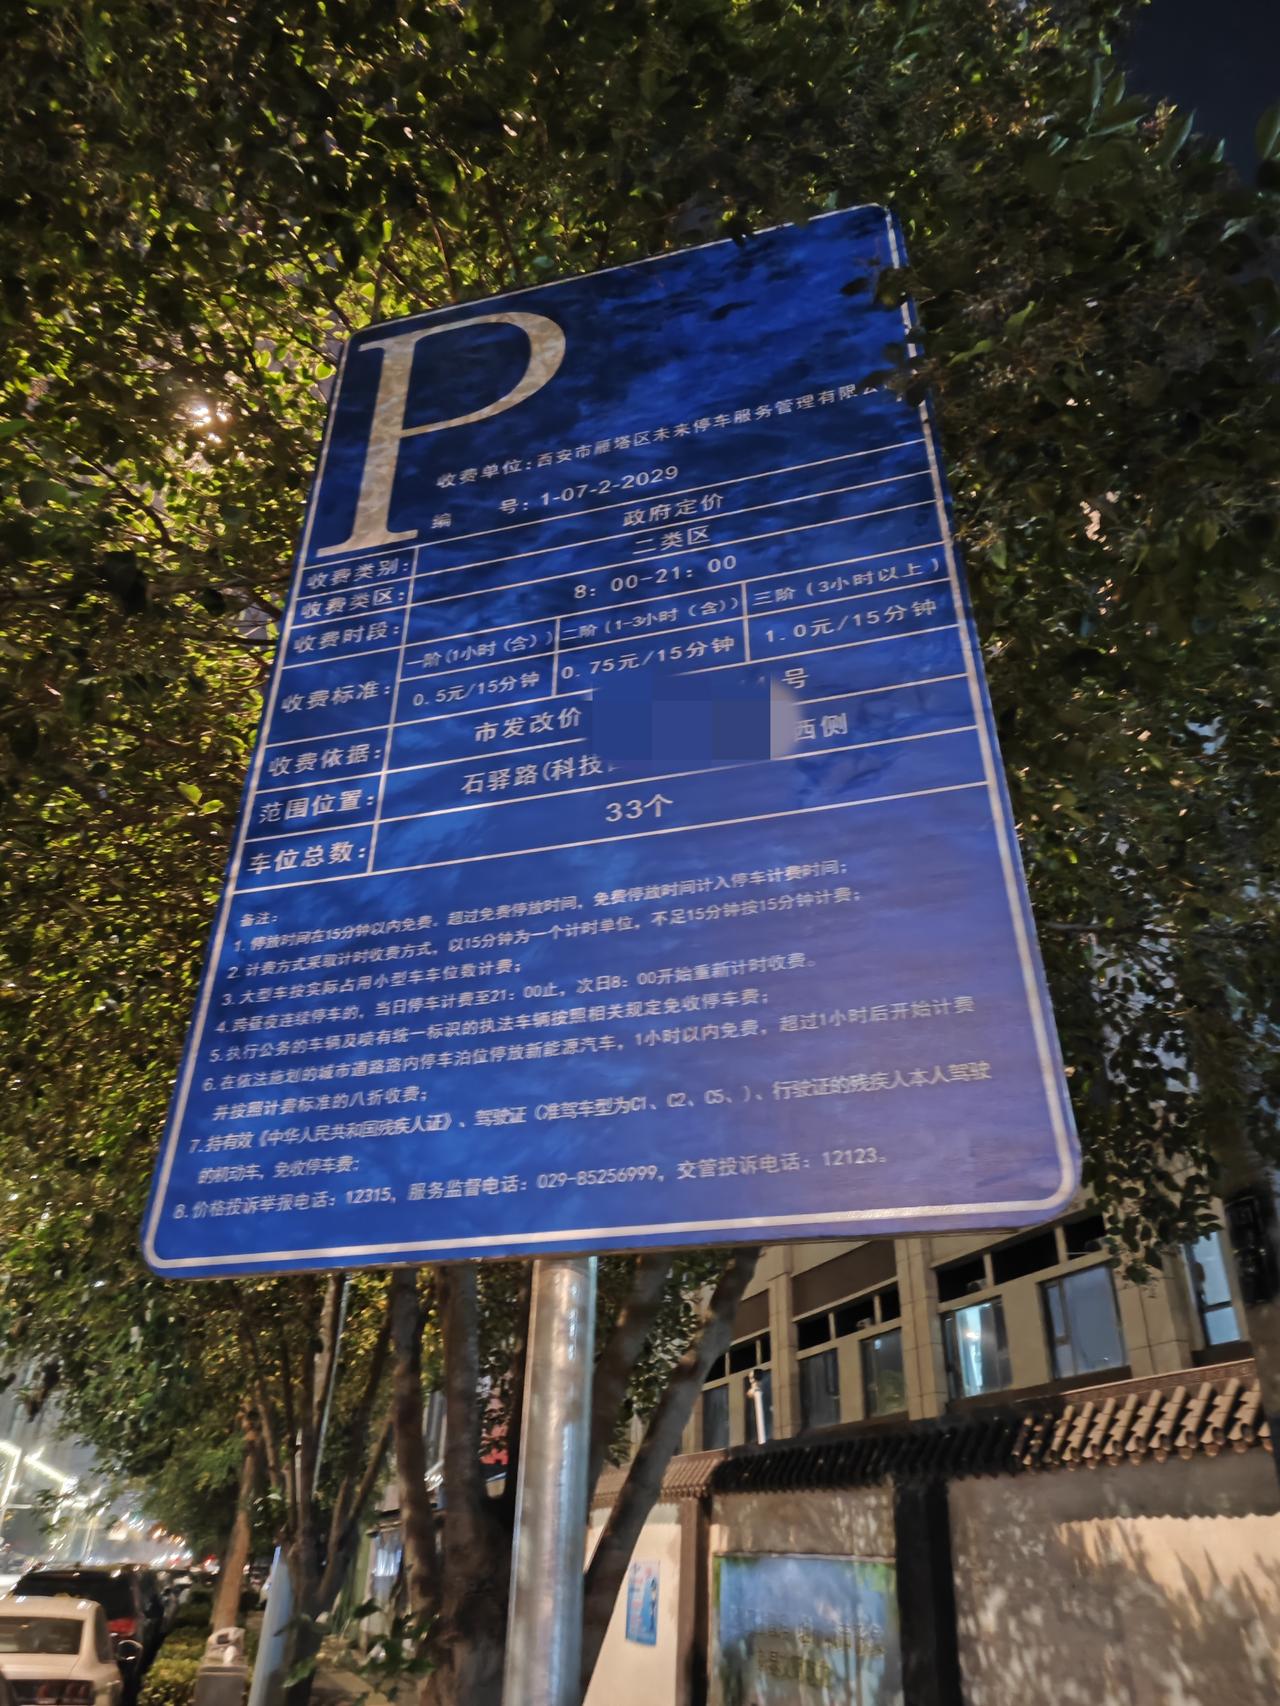 P
收费单位：西安市雁塔区未来停车服务管理有限公
编 号：1-07-2-2029
收费类别： 政府定价
收费类区： 二类区
收费时段： 8：00-21：00
收费标准： 一阶(1小时（含）) 二阶（1-3小时（含）) 三阶（3小时以上）
0.5元/15分钟 0.75元/15分钟 1.0元/15分钟
收费依据： 市发改价 号
范围位置： 石驿路(科技 西侧
车位总数： 33个
备注：
1. 停放时间在15分钟以内免费。超过免费停放时间，免费停放时间计入停车计费时间；
2. 计费方式采取计时收费方式，以15分钟为一个计时单位，不足15分钟按15分钟计费；
3. 大型车按实际占用小型车车位数计费；
4. 跨昼夜连续停车的，当日停车计费至21：00止，次日8：00开始重新计时收费。
5. 执行公务的车辆及喷有统一标识的执法车辆按照相关规定免收停车费；
6. 在依法施划的城市道路路内停车泊位停放新能源汽车，1小时以内免费，超过1小时后开始计费
并按照计费标准的八折收费；
7. 持有效《中华人民共和国残疾人证》、驾驶证（准驾车型为C1、C2、C5、）、行驶证的残疾人本人驾驶
的机动车，免收停车费；
8. 价格投诉举报电话：12315，服务监督电话：029-85256999，交管投诉电话：12123。